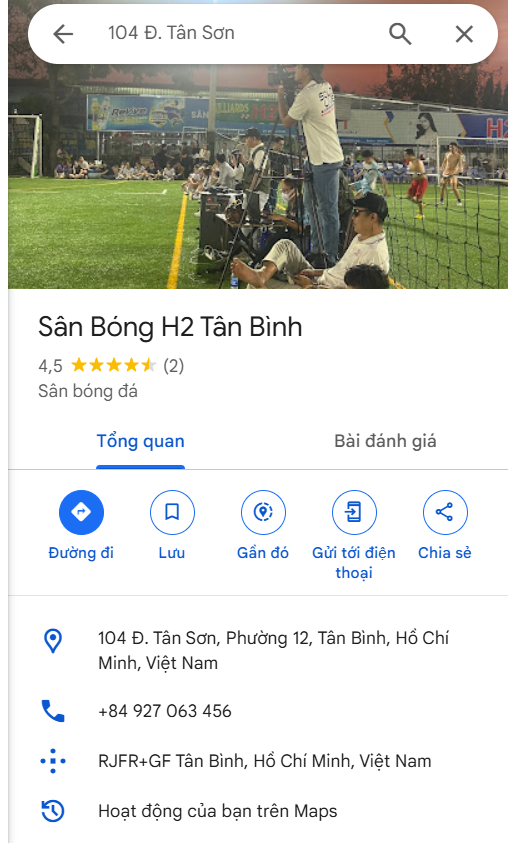 104 Đ. Tân Sơn
Sân Bóng H2 Tân Bình
4,5 (2)
Sân bóng đá
Tổng quan
Bài đánh giá
Đường đi
Lưu
Gần đó
Gửi tới điện thoại
Chia sẻ
104 Đ. Tân Sơn, Phường 12, Tân Bình, Hồ Chí
Minh, Việt Nam
+84 927 063 456
RJFR+GF Tân Bình, Hồ Chí Minh, Việt Nam
Hoạt động của bạn trên Maps